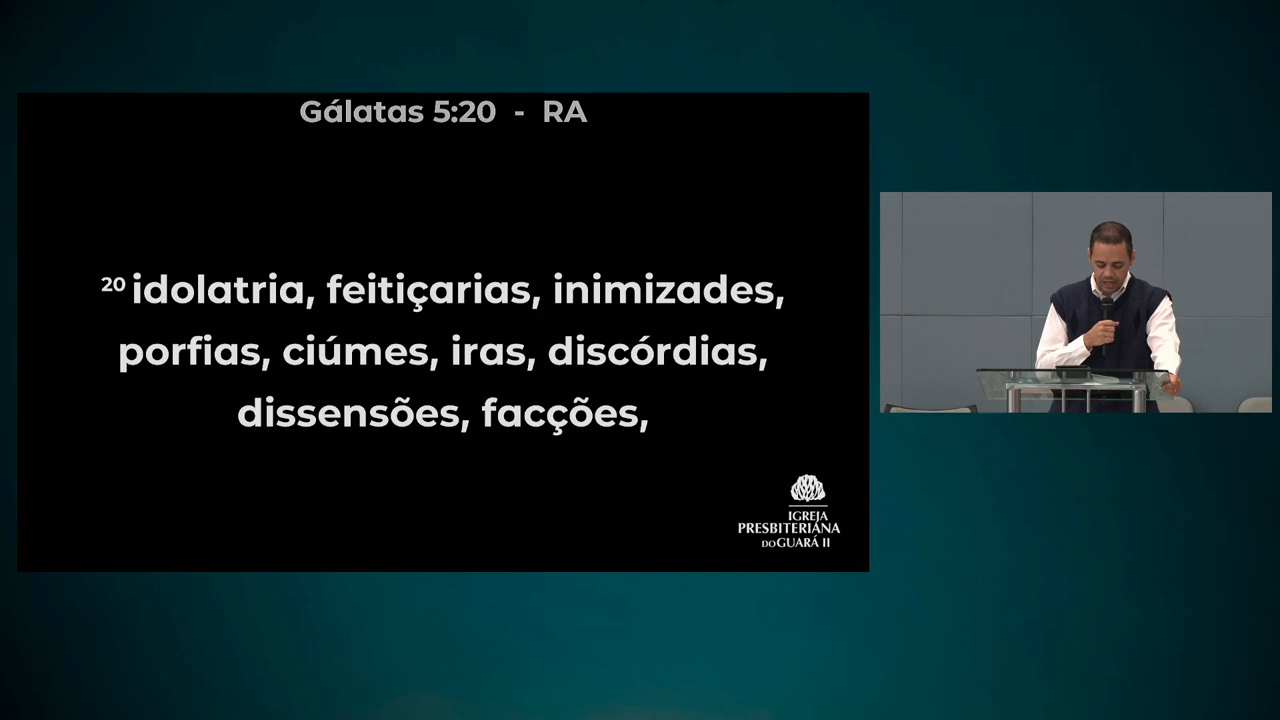 Gálatas 5:20 - RA
20 idolatria, feitiçarias, inimizades,
porfias, ciúmes, iras, discórdias,
dissensões, facções,
IGREJA
PRESBITERIANA
DO GUARÁ II